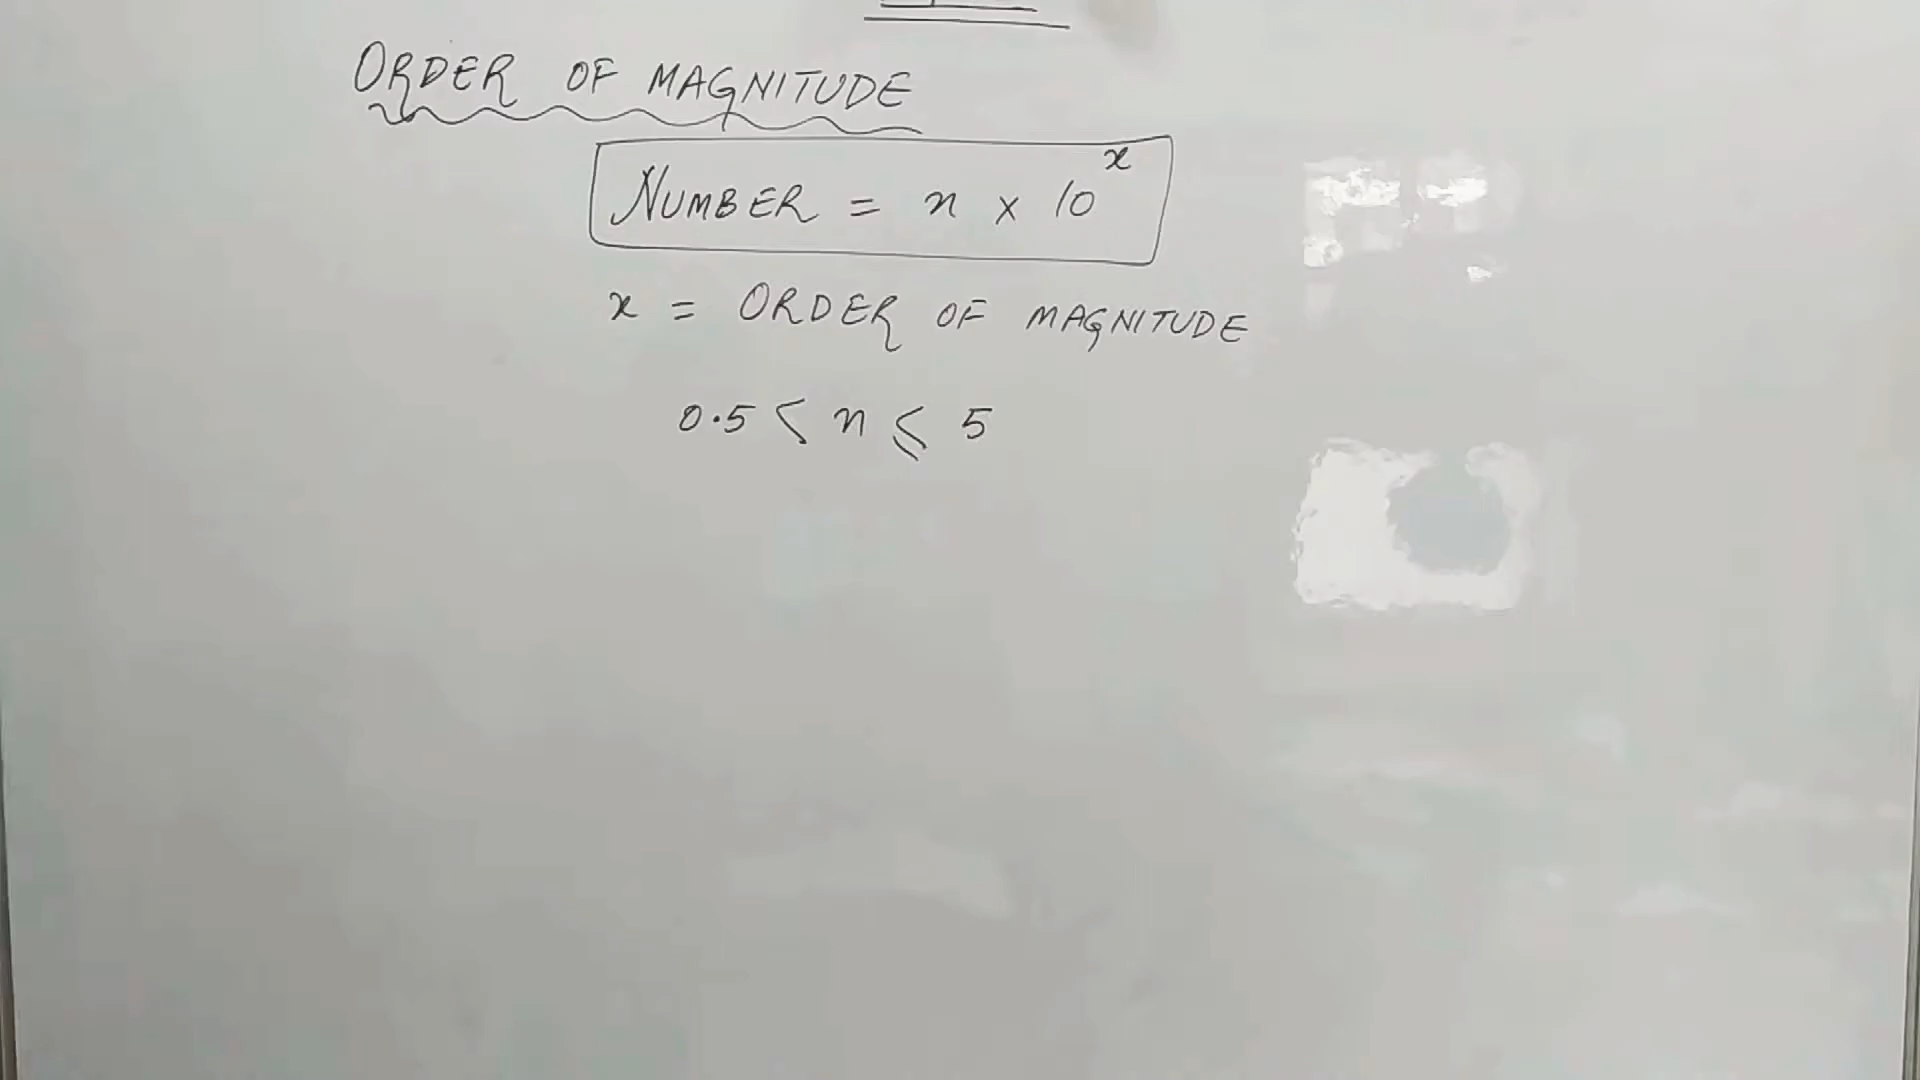 ORDER OF MAGNITUDE
NUMBER = n × 10^x
x = ORDER OF MAGNITUDE
0.5 < n ⩽ 5